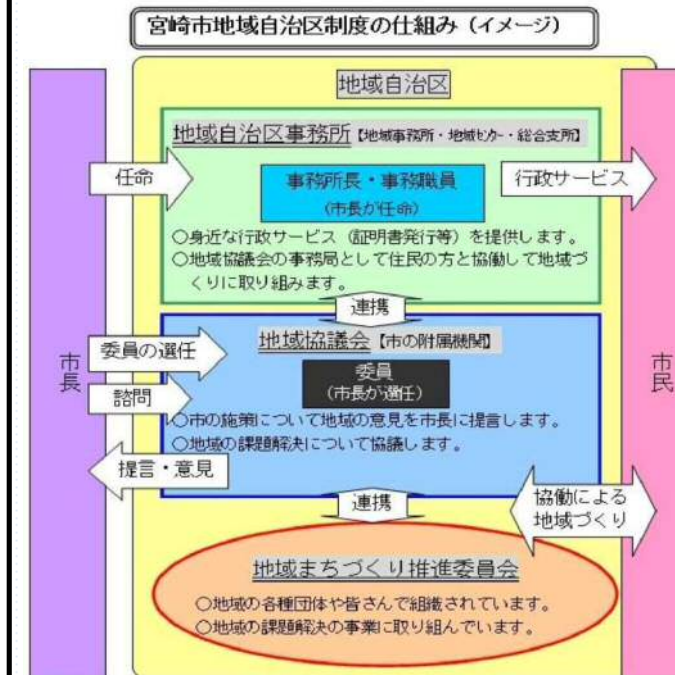 宮崎市地域自治区制度の仕組み（イメージ）
地域自治区
地域自治区事務所【地域事務所・地域センター・総合支所】
任命
事務所長・事務職員
（市長が任命）
行政サービス
○身近な行政サービス（証明書発行等）を提供します。
○地域協議会の事務局として住民の方と協働して地域づ
くりに取り組みます。
連携
市長
委員の選任
諮問
提言・意見
地域協議会【市の附属機関】
委員
（市長が選任）
○市の施策について地域の意見を市長に提言します。
○地域の課題解決について協議します。
市民
連携
協働による
地域づくり
地域まちづくり推進委員会
○地域の各種団体や皆さんで組織されています。
○地域の課題解決の事業に取り組んでいます。